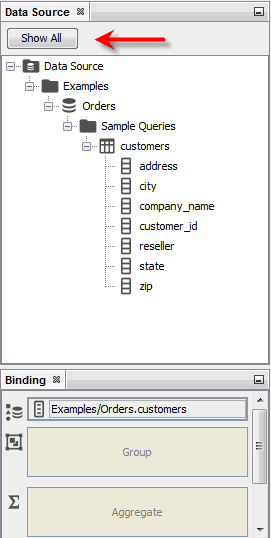 Data Source
Show All
Data Source
Examples
Orders
Sample Queries
customers
address
city
company_name
customer_id
reseller
state
zip
Binding
Examples/Orders.customers
Group
Aggregate